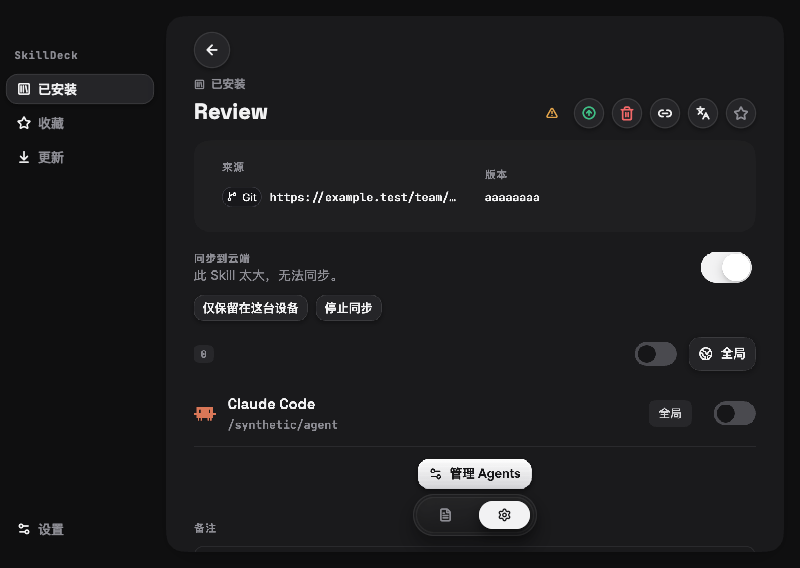 SkillDeck
已安装
收藏
更新
设置
已安装
Review
来源
Git https://example.test/team/…
版本
aaaaaaaa
同步到云端
此 Skill 太大，无法同步。
仅保留在这台设备 停止同步
0
全局
Claude Code
/synthetic/agent
全局
管理 Agents
备注